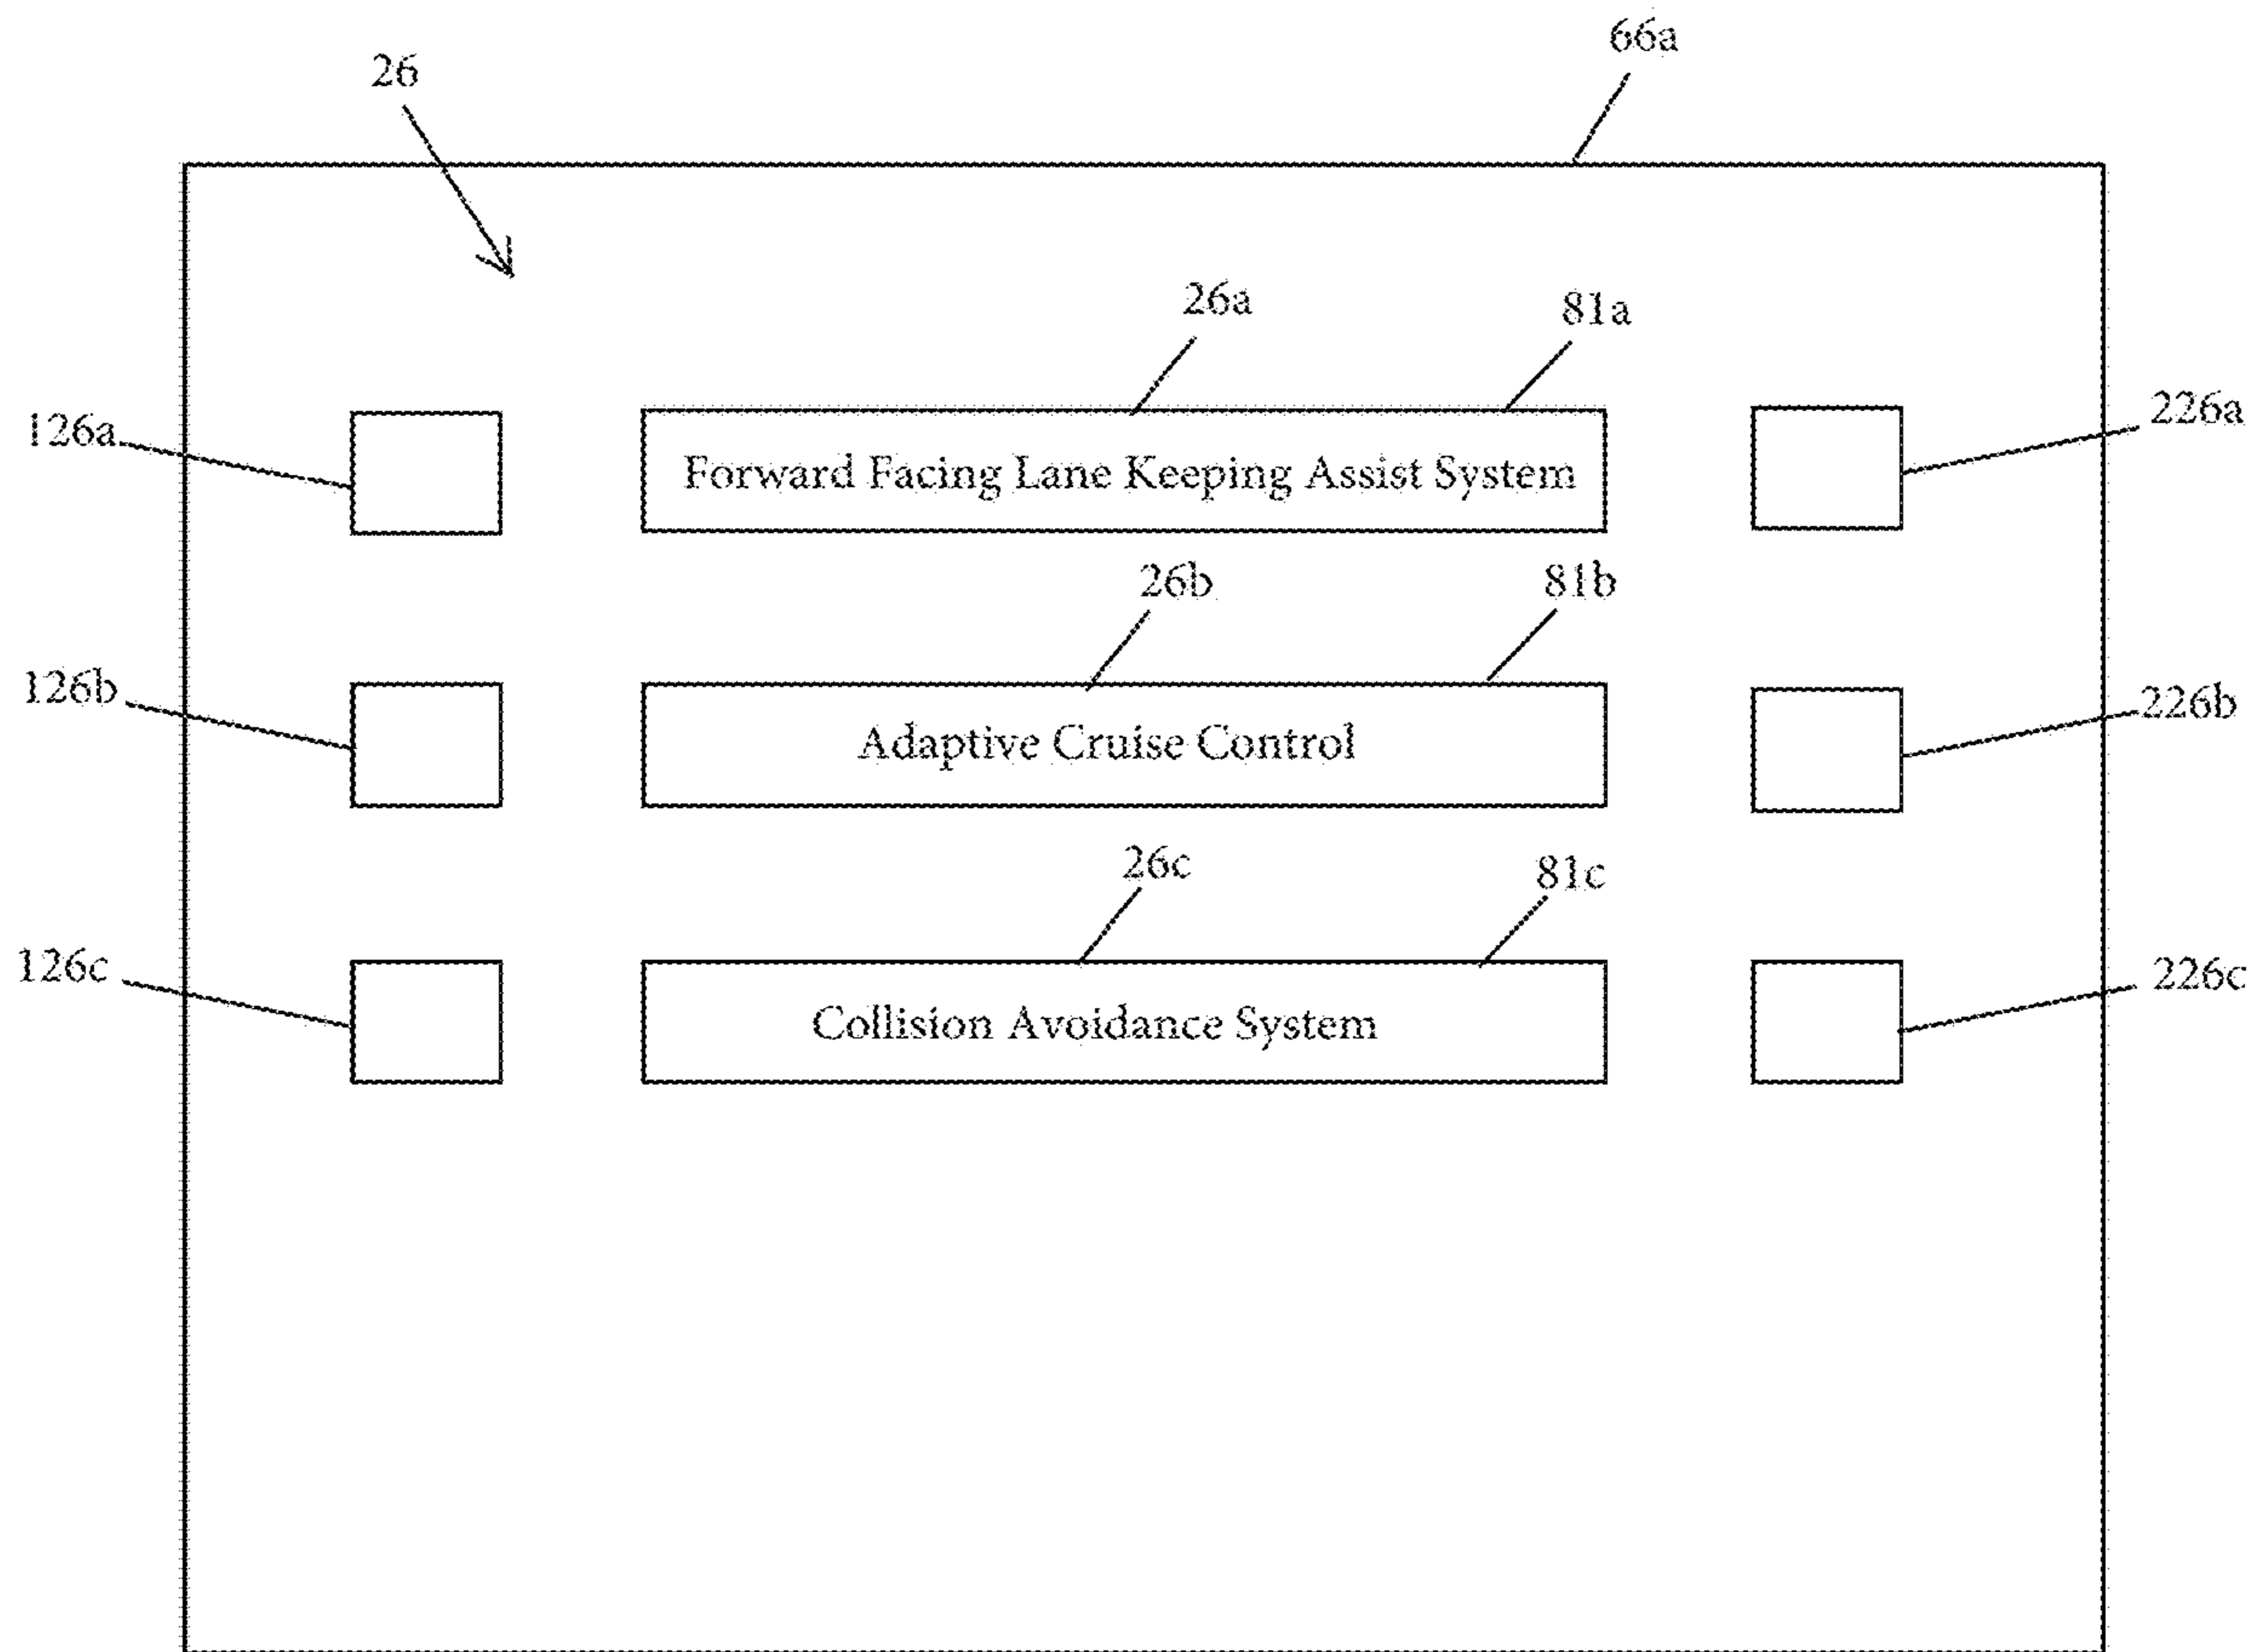 66a
26
26a
81a
126a
226a
Forward Facing Lane Keeping Assist System
26b
81b
126b
226b
Adaptive Cruise Control
26c
81c
126c
226c
Collision Avoidance System